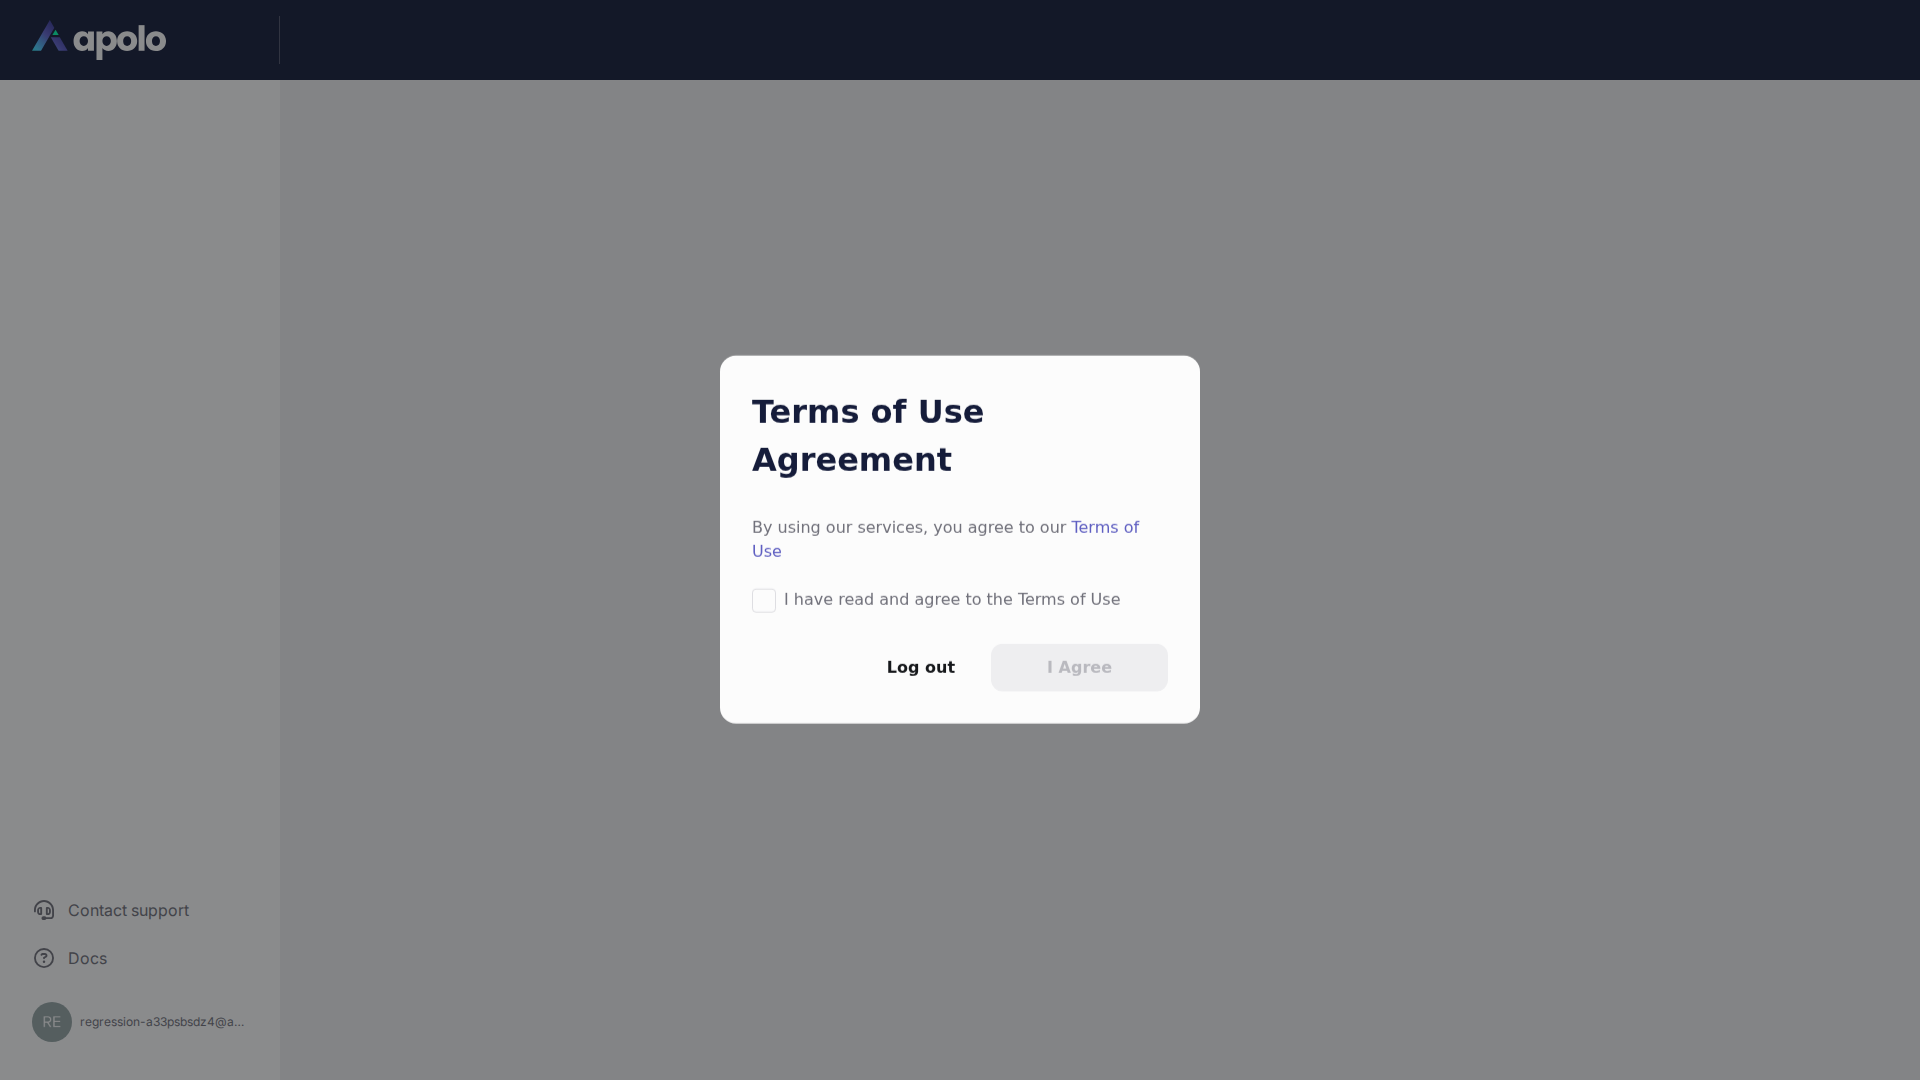 apolo
Terms of Use
Agreement
By using our services, you agree to our Terms of
Use
I have read and agree to the Terms of Use
Log out
I Agree
Contact support
Docs
RE
regression-a33psbsdz4@a...